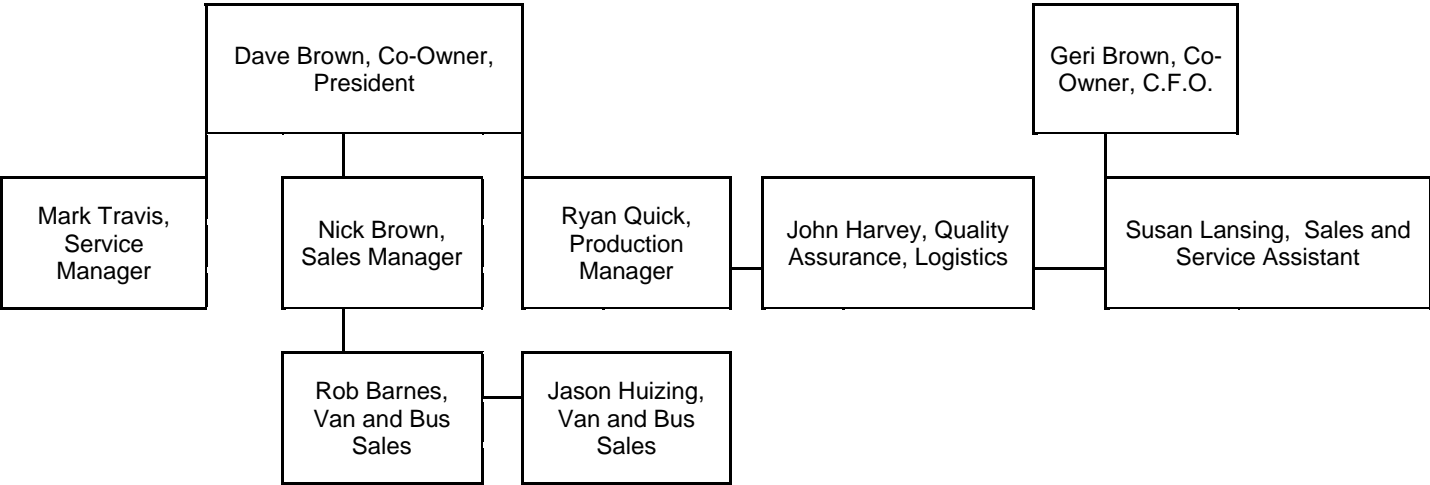 Dave Brown, Co-Owner,
President
Geri Brown, Co-
Owner, C.F.O.
Mark Travis,
Service
Manager
Nick Brown,
Sales Manager
Ryan Quick,
Production
Manager
John Harvey, Quality
Assurance, Logistics
Susan Lansing,  Sales and
Service Assistant
Rob Barnes,
Van and Bus
Sales
Jason Huizing,
Van and Bus
Sales